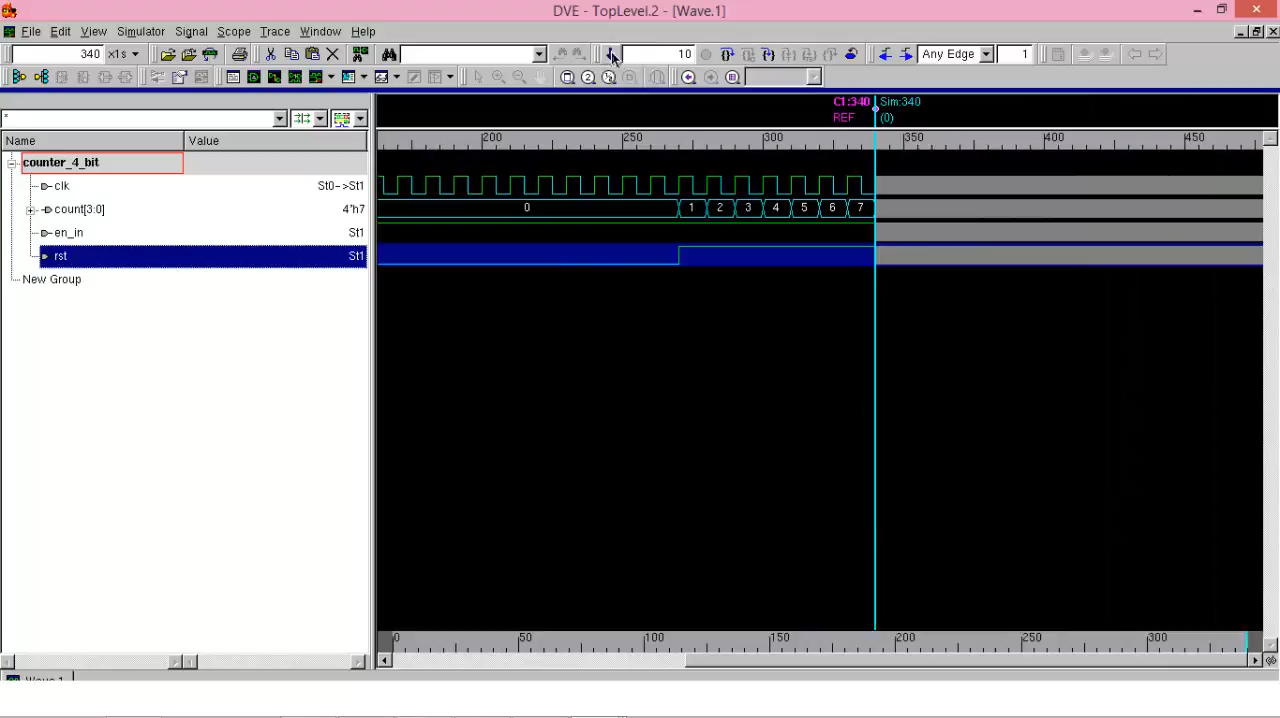 DVE - TopLevel.2 - [Wave.1]
File Edit View Simulator Signal Scope Trace Window Help
340 x1s 10 Any Edge 1
C1:340 Sim:340
REF (0)
*
Name Value
200 250 300 350 400 450
counter_4_bit
clk St0->St1
count[3:0] 4'h7 0 1 2 3 4 5 6 7
en_in St1
rst St1
New Group
0 50 100 150 200 250 300
Wave.1